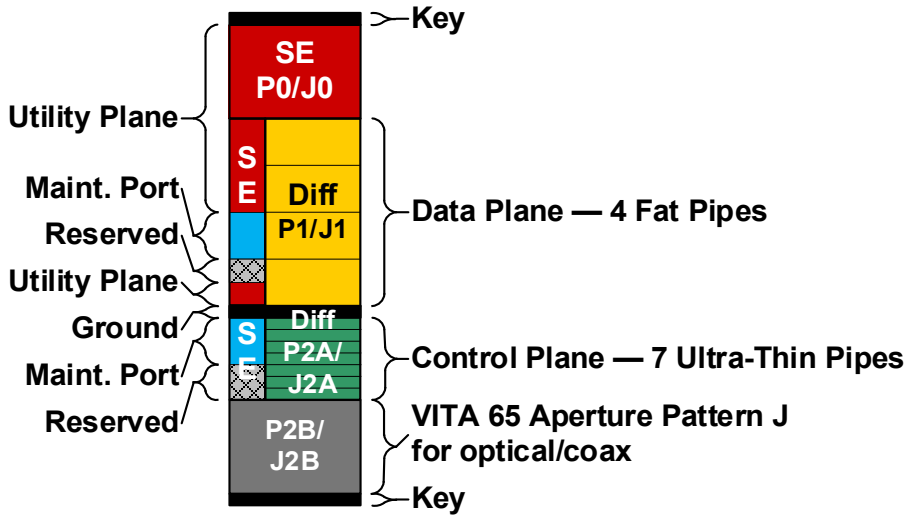 Key
SE
P0/J0
Utility Plane
S
E
Maint. Port
Diff
P1/J1
Data Plane — 4 Fat Pipes
Reserved
Utility Plane
Ground
Diff
S
E
P2A/
J2A
Control Plane — 7 Ultra-Thin Pipes
Maint. Port
Reserved
P2B/
J2B
VITA 65 Aperture Pattern J
for optical/coax
Key